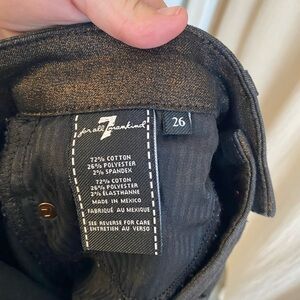 7
for all mankind
26
72% COTTON
26% POLYESTER
2% SPANDEX
72% COTON
26% POLYESTER
2% ÉLASTHANNE
MADE IN MEXICO
FABRIQUÉ AU MEXIQUE
SEE REVERSE FOR CARE
ENTRETIEN AU VERSO